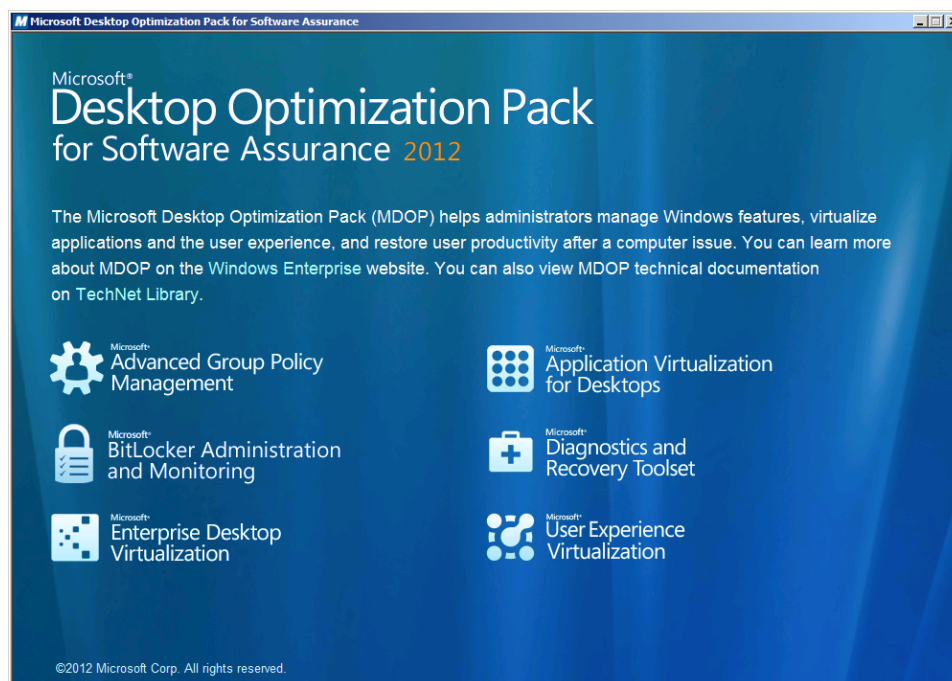 Microsoft Desktop Optimization Pack for Software Assurance
Microsoft®
Desktop Optimization Pack
for Software Assurance 2012
The Microsoft Desktop Optimization Pack (MDOP) helps administrators manage Windows features, virtualize
applications and the user experience, and restore user productivity after a computer issue. You can learn more
about MDOP on the Windows Enterprise website. You can also view MDOP technical documentation
on TechNet Library.
Microsoft®
Advanced Group Policy
Management
Microsoft®
Application Virtualization
for Desktops
Microsoft®
BitLocker Administration
and Monitoring
Microsoft®
Diagnostics and
Recovery Toolset
Microsoft®
Enterprise Desktop
Virtualization
Microsoft®
User Experience
Virtualization
©2012 Microsoft Corp. All rights reserved.